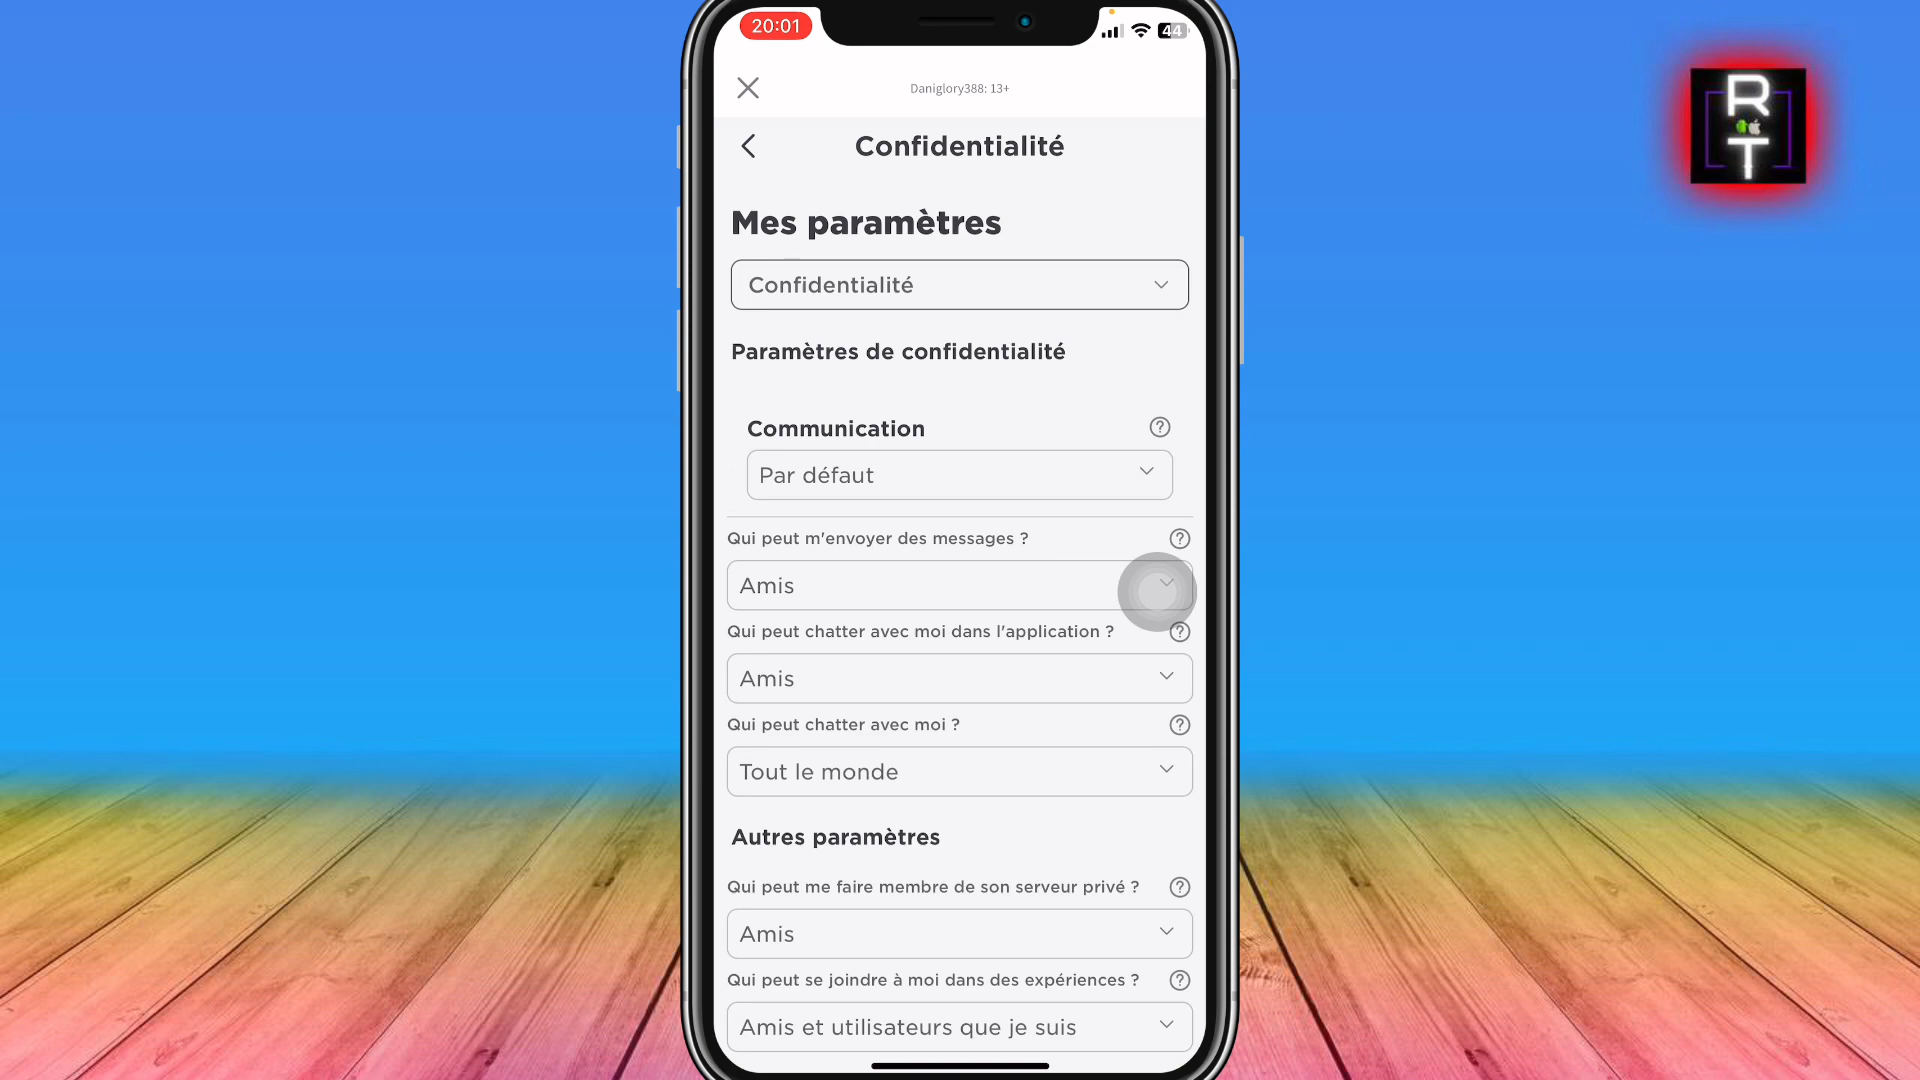 20:01
44
Daniglory388: 13+
Confidentialité
Mes paramètres
Confidentialité
Paramètres de confidentialité
Communication
Par défaut
Qui peut m'envoyer des messages ?
Amis
Qui peut chatter avec moi dans l'application ?
Amis
Qui peut chatter avec moi ?
Tout le monde
Autres paramètres
Qui peut me faire membre de son serveur privé ?
Amis
Qui peut se joindre à moi dans des expériences ?
Amis et utilisateurs que je suis
R
T